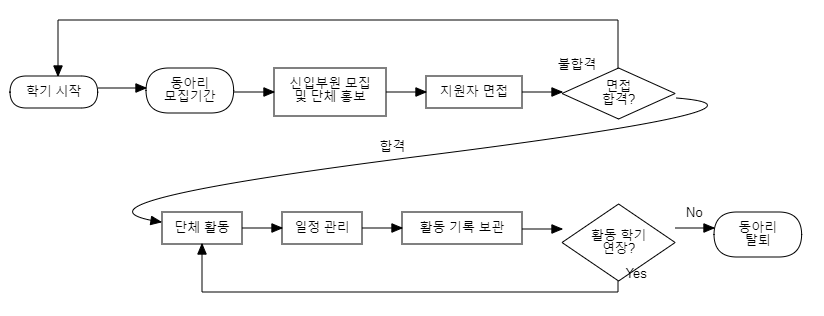 불합격
학기 시작
동아리
모집기간
신입부원 모집
및 단체 홍보
지원자 면접
면접
합격?
합격
단체 활동
일정 관리
활동 기록 보관
활동 학기
연장?
No
동아리
탈퇴
Yes